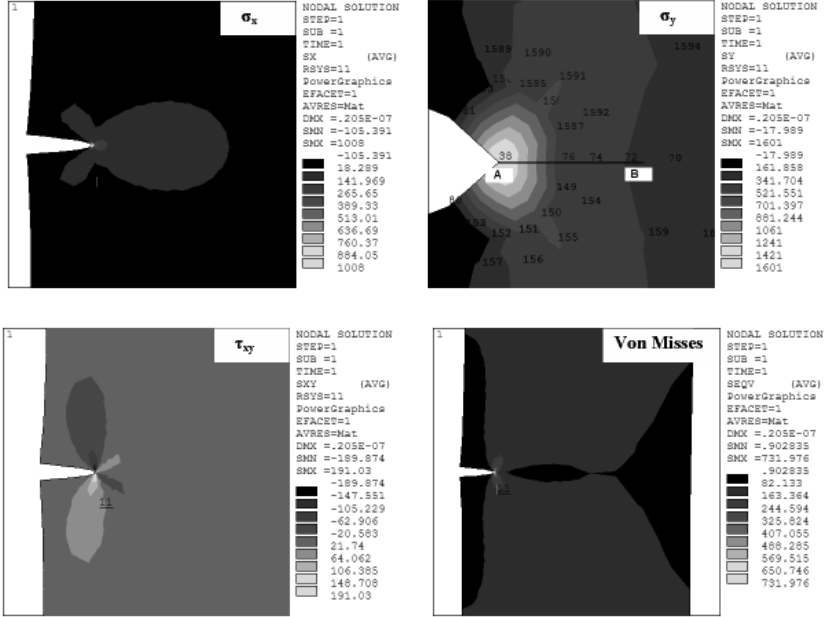 1
σx
NODAL SOLUTION
STEP=1
SUB =1
TIME=1
SX (AVG)
RSYS=11
PowerGraphics
EFACET=1
AVRES=Mat
DMX =.205E-07
SMN =-105.391
SMX =1008
-105.391
18.289
141.969
265.65
389.33
513.01
636.69
760.37
884.05
1008
σy
1589
1590
1594
1591
1585
1592
1587
38
76
74
72
70
A
B
149
154
150
153
152
151
155
159
157
156
NODAL SOLUTION
STEP=1
SUB =1
TIME=1
SY (AVG)
RSYS=11
PowerGraphics
EFACET=1
AVRES=Mat
DMX =.205E-07
SMN =-17.989
SMX =1601
-17.989
161.858
341.704
521.551
701.397
881.244
1061
1241
1421
1601
1
τxy
11
NODAL SOLUTION
STEP=1
SUB =1
TIME=1
SXY (AVG)
RSYS=11
PowerGraphics
EFACET=1
AVRES=Mat
DMX =.205E-07
SMN =-189.874
SMX =191.03
-189.874
-147.551
-105.229
-62.906
-20.583
21.74
64.062
106.385
148.708
191.03
1
Von Misses
11
NODAL SOLUTION
STEP=1
SUB =1
TIME=1
SEQV (AVG)
PowerGraphics
EFACET=1
AVRES=Mat
DMX =.205E-07
SMN =.902835
SMX =731.976
.902835
82.133
163.364
244.594
325.824
407.055
488.285
569.515
650.746
731.976